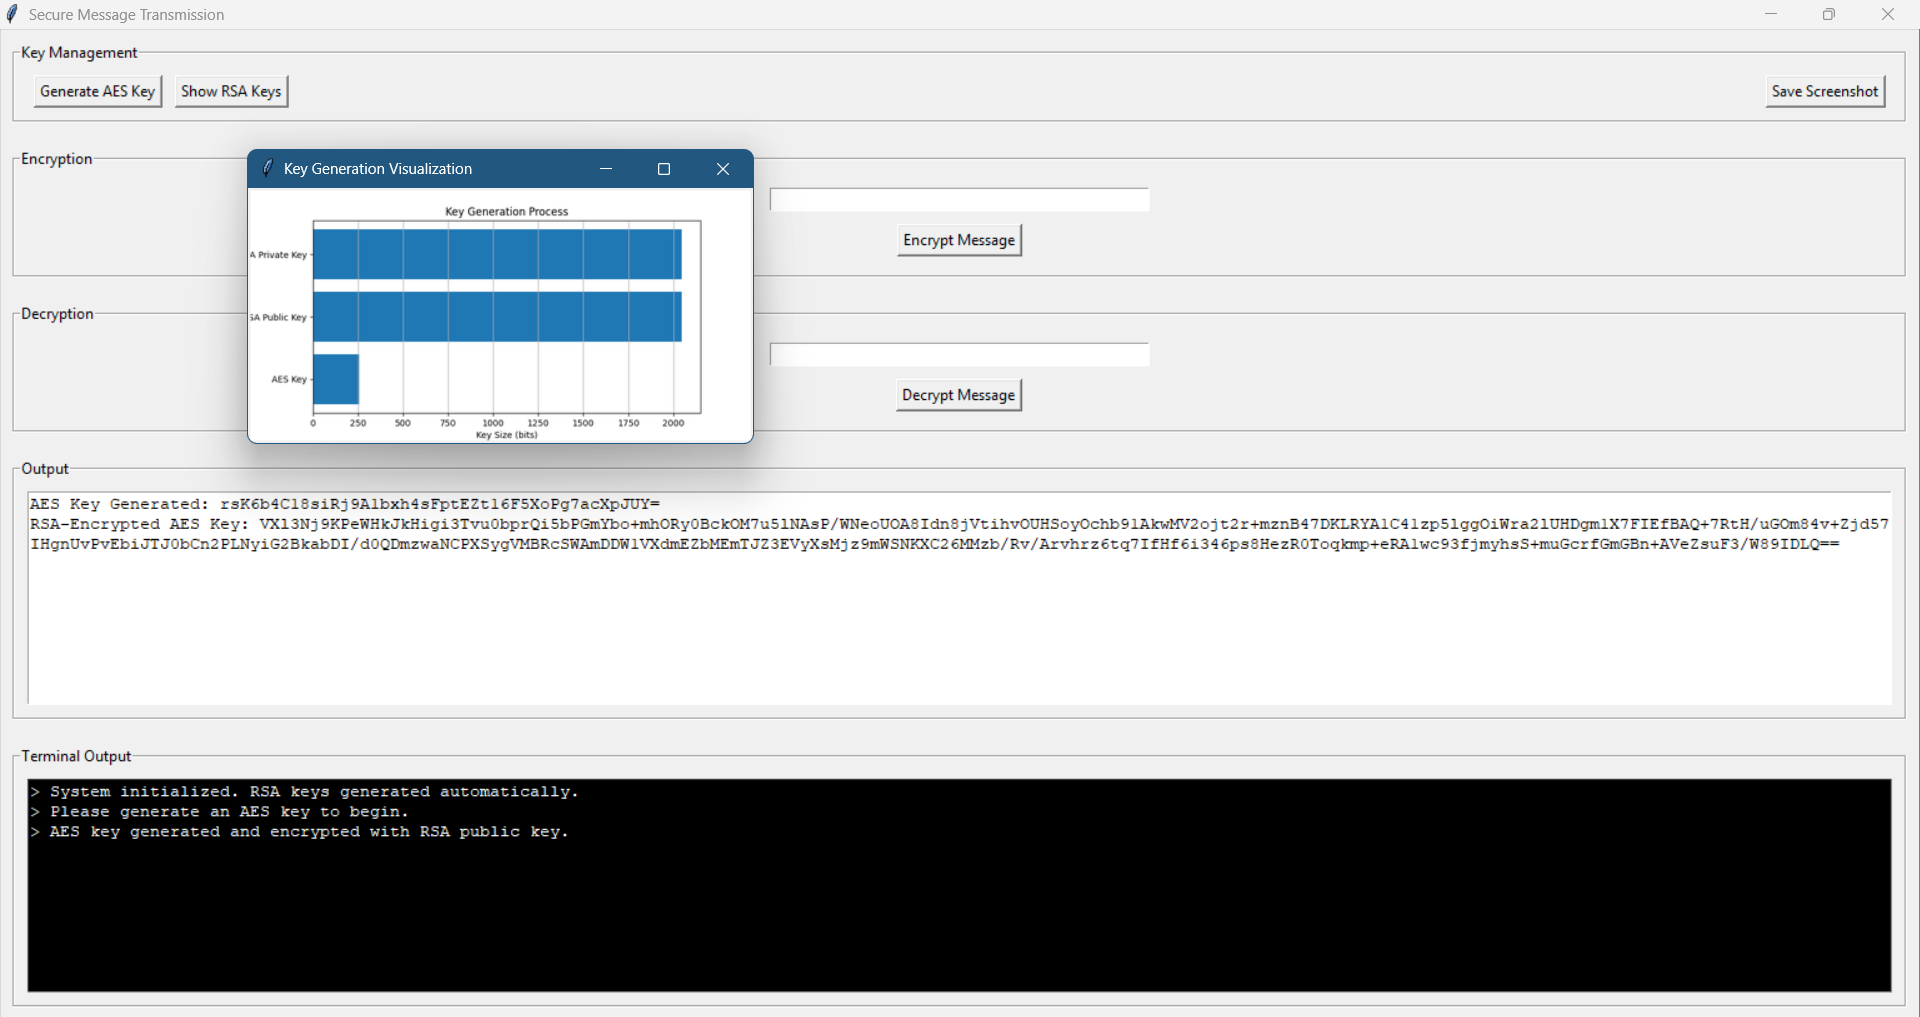 Secure Message Transmission
Key Management
Generate AES Key
Show RSA Keys
Save Screenshot
Encryption
Key Generation Visualization
Key Generation Process
A Private Key
SA Public Key
AES Key
0 250 500 750 1000 1250 1500 1750 2000
Key Size (bits)
Encrypt Message
Decryption
Decrypt Message
Output
AES Key Generated: rsK6b4C18siRj9A1bxh4sFptEZt16F5XoPg7acXpJUY=
RSA-Encrypted AES Key: VX13Nj9KPeWHkJkHigi3Tvu0bprQi5bPGmYbo+mhORy0BckOM7u51NAsP/WNeoUOA8Idn8jVtihvOUHSoyOchb91AkwMV2ojt2r+mznB47DKLRYA1C41zp51ggOiWra21UHDgm1X7FIEfBAQ+7RtH/uGOm84v+Zjd57
IHgnUvPvEbiJTJ0bCn2PLNyiG2BkabDI/d0QDmzwaNCPXSygVMBRcSWAmDDW1VXdmEZbMEmTJZ3EVyXsMjz9mWSNKXC26MMzb/Rv/Arvhrz6tq7IfHf6i346ps8HezR0Toqkmp+eRA1wc93fjmyhsS+muGcrfGmGBn+AVeZsuF3/W89IDLQ==
Terminal Output
> System initialized. RSA keys generated automatically.
> Please generate an AES key to begin.
> AES key generated and encrypted with RSA public key.